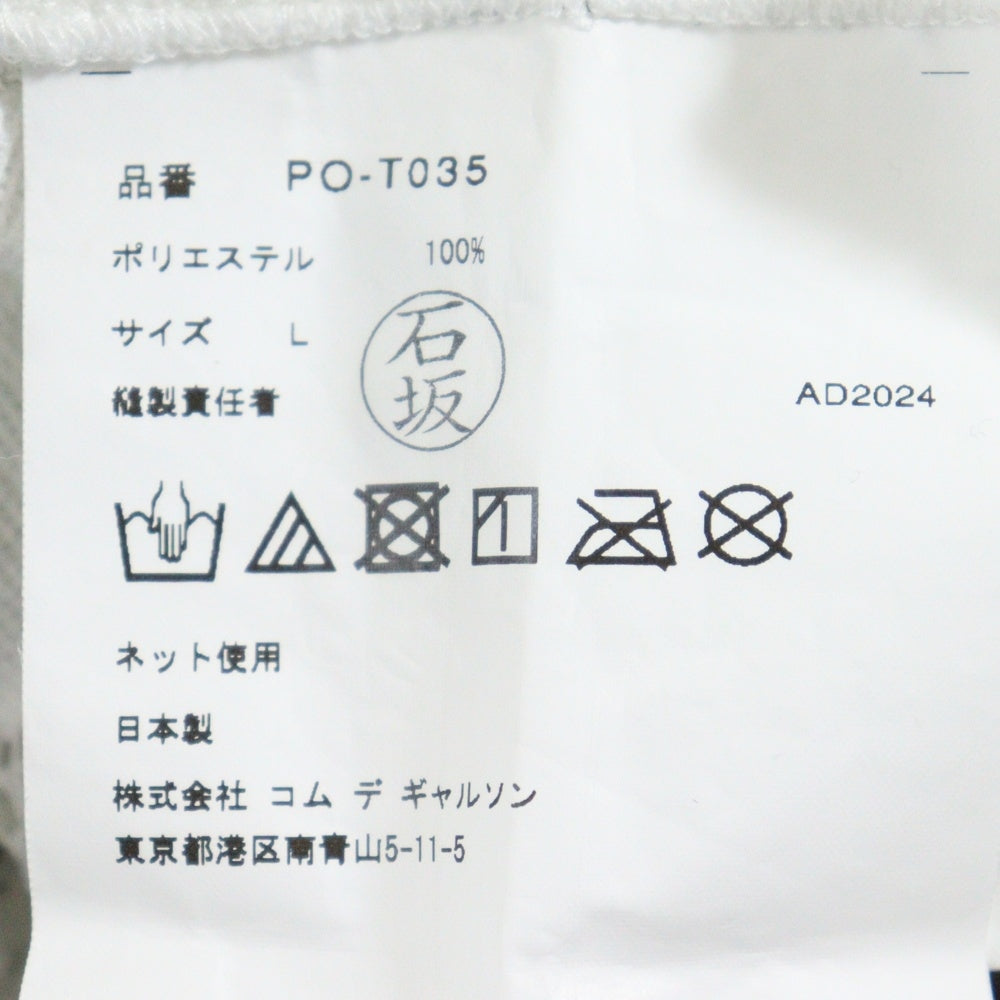 品番 PO-T035
ポリエステル 100%
サイズ L
縫製責任者 石坂
AD2024
ネット使用
日本製
株式会社 コム デ ギャルソン
東京都港区南青山5-11-5